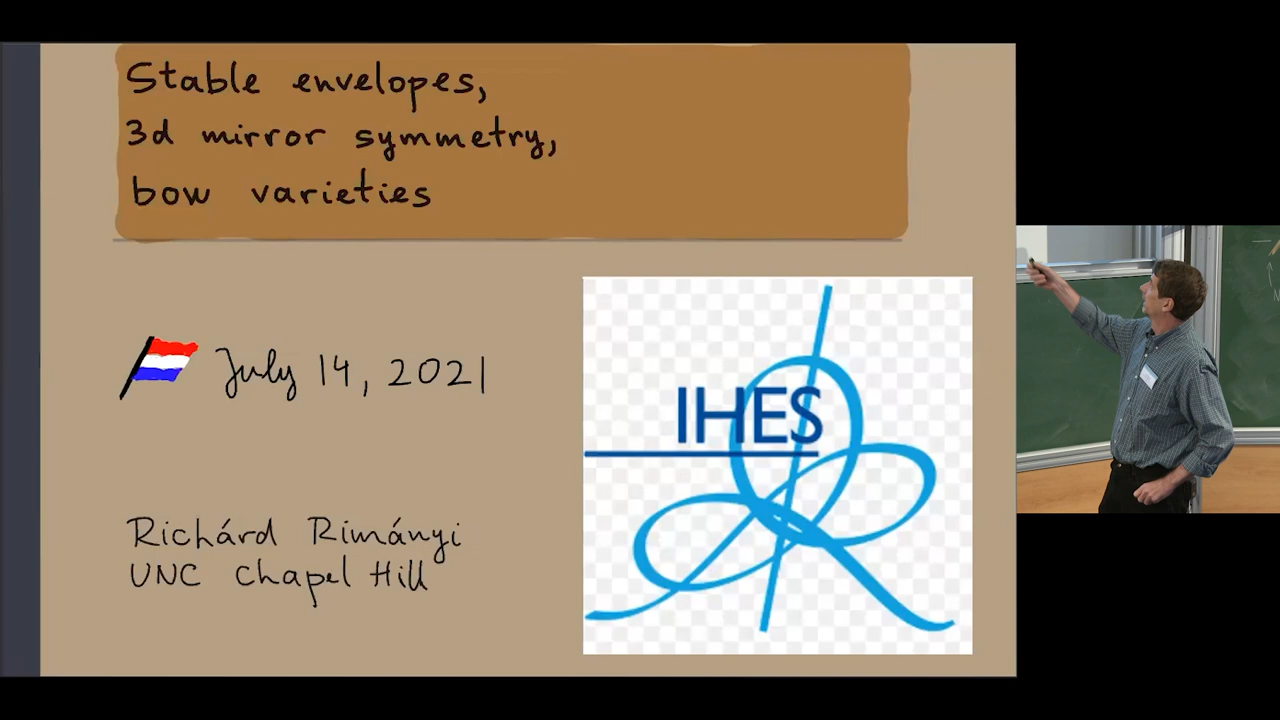 Stable envelopes,
3d mirror symmetry,
bow varieties
July 14, 2021
IHES
Richárd Rimányi
UNC Chapel Hill